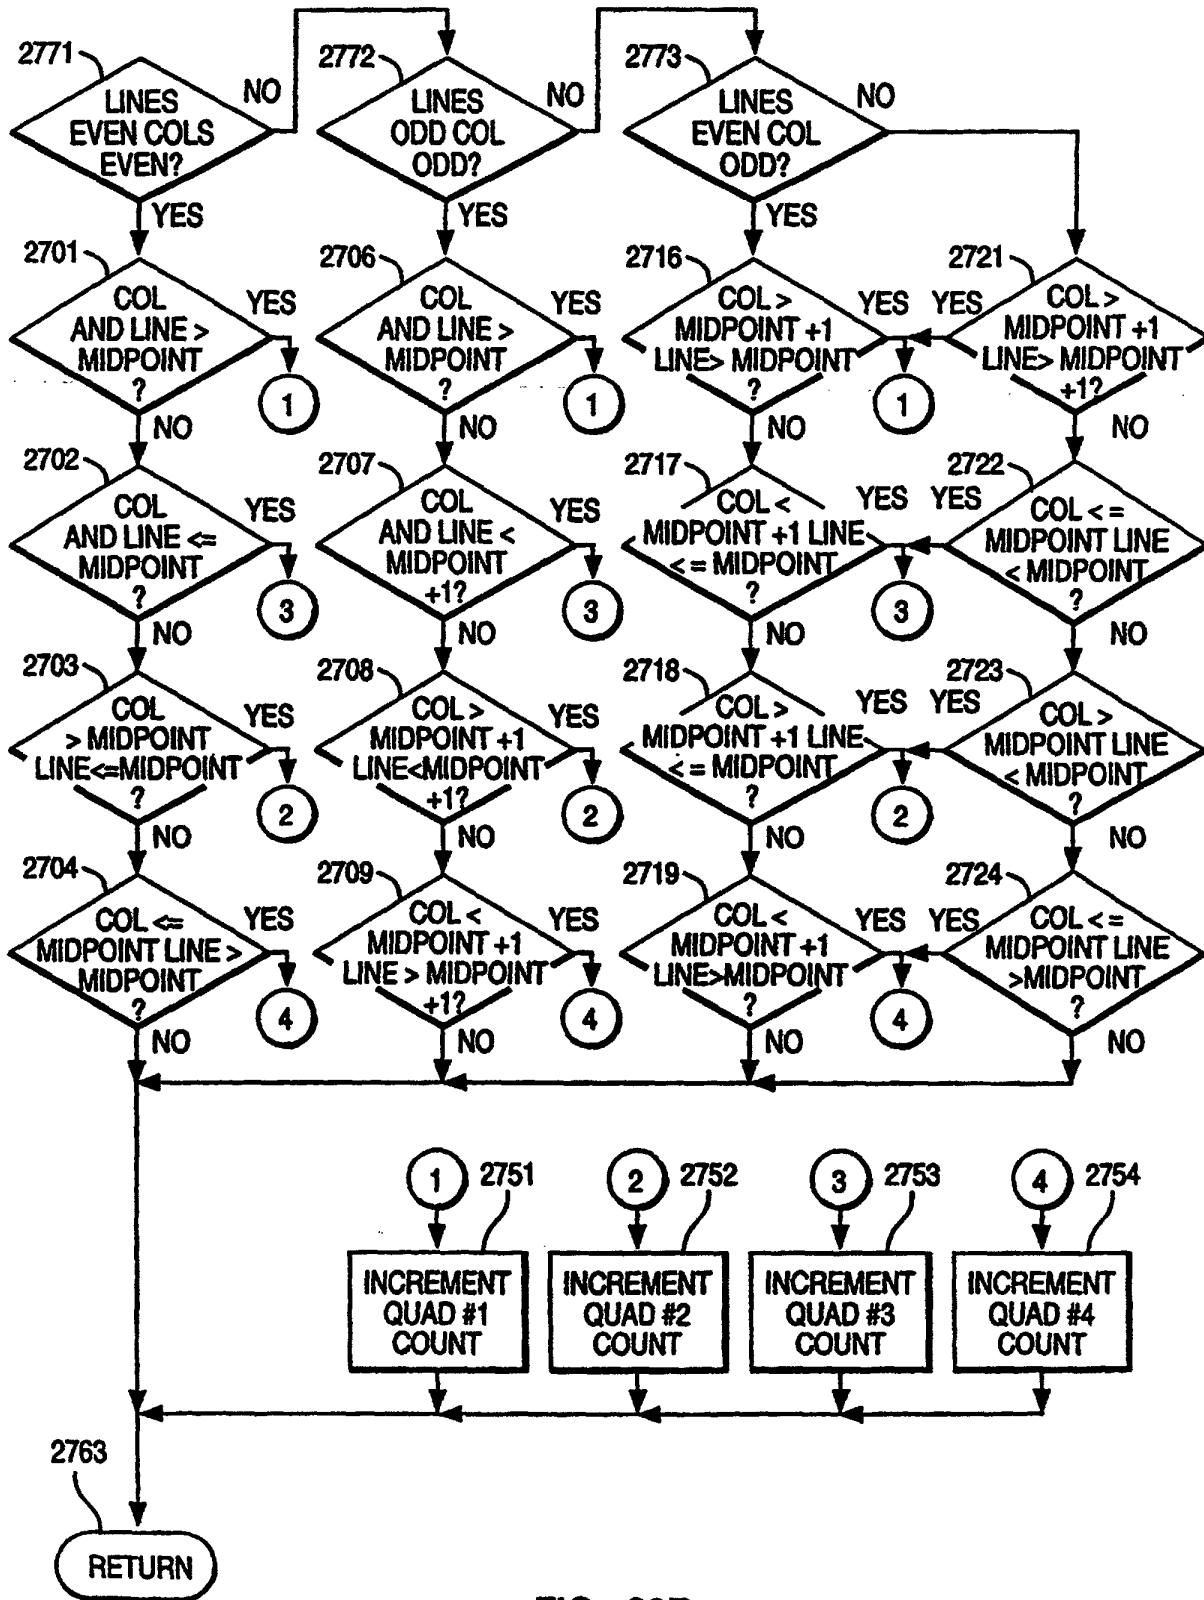 2771
LINES
EVEN COLS
EVEN?
NO
YES
2772
LINES
ODD COL
ODD?
NO
YES
2773
LINES
EVEN COL
ODD?
NO
YES
2701
COL
AND LINE >
MIDPOINT
?
YES
1
NO
2706
COL
AND LINE >
MIDPOINT
?
YES
1
NO
2716
COL >
MIDPOINT +1
LINE> MIDPOINT
?
YES
1
NO
2721
COL >
MIDPOINT +1
LINE> MIDPOINT
+1?
YES
NO
2702
COL
AND LINE <=
MIDPOINT
?
YES
3
NO
2707
COL
AND LINE <
MIDPOINT
+1?
YES
3
NO
2717
COL <
MIDPOINT +1 LINE
< = MIDPOINT
?
YES
3
NO
2722
COL < =
MIDPOINT LINE
< MIDPOINT
?
YES
NO
2703
COL
> MIDPOINT
LINE<=MIDPOINT
?
YES
2
NO
2708
COL >
MIDPOINT +1
LINE<MIDPOINT
+1?
YES
2
NO
2718
COL >
MIDPOINT +1 LINE
< = MIDPOINT
?
YES
2
NO
2723
COL >
MIDPOINT LINE
< MIDPOINT
?
YES
NO
2704
COL <=
MIDPOINT LINE >
MIDPOINT
?
YES
4
NO
2709
COL <
MIDPOINT +1
LINE > MIDPOINT
+1?
YES
4
NO
2719
COL <
MIDPOINT +1
LINE>MIDPOINT
?
YES
4
NO
2724
COL < =
MIDPOINT LINE
>MIDPOINT
?
YES
NO
1
2751
INCREMENT
QUAD #1
COUNT
2
2752
INCREMENT
QUAD #2
COUNT
3
2753
INCREMENT
QUAD #3
COUNT
4
2754
INCREMENT
QUAD #4
COUNT
2763
RETURN